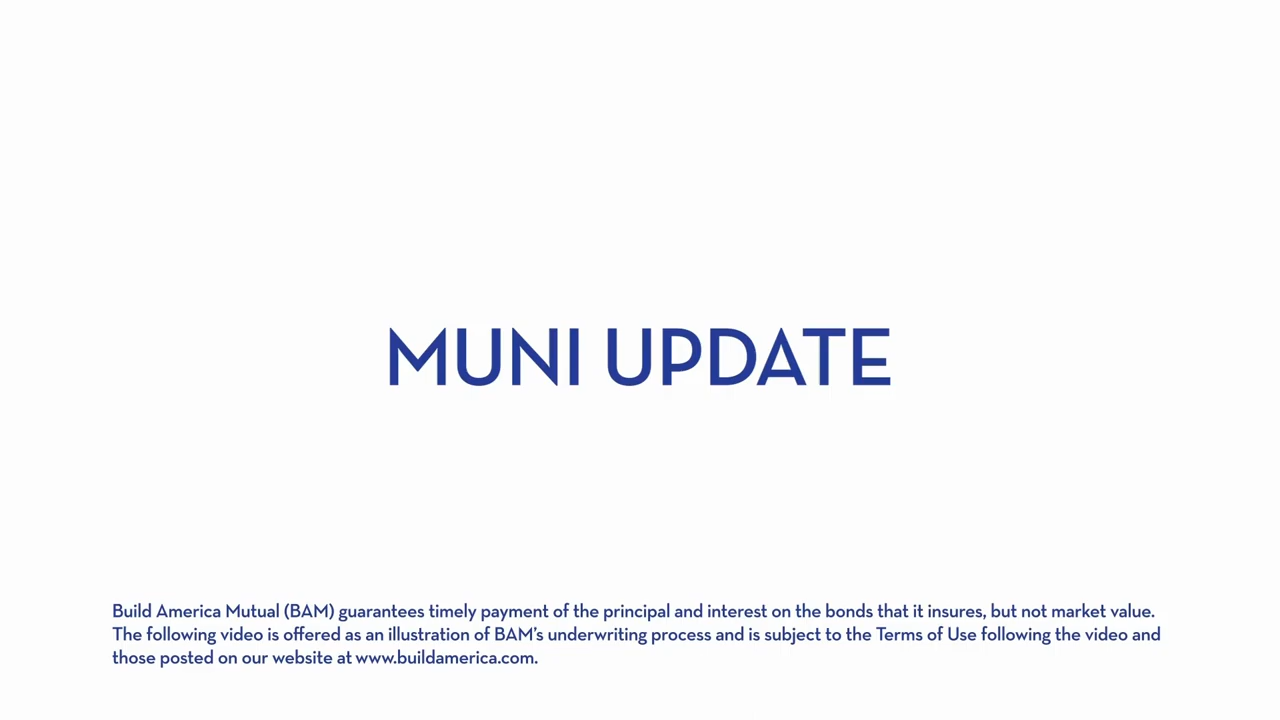 MUNI UPDATE
Build America Mutual (BAM) guarantees timely payment of the principal and interest on the bonds that it insures, but not market value.
The following video is offered as an illustration of BAM's underwriting process and is subject to the Terms of Use following the video and
those posted on our website at www.buildamerica.com.